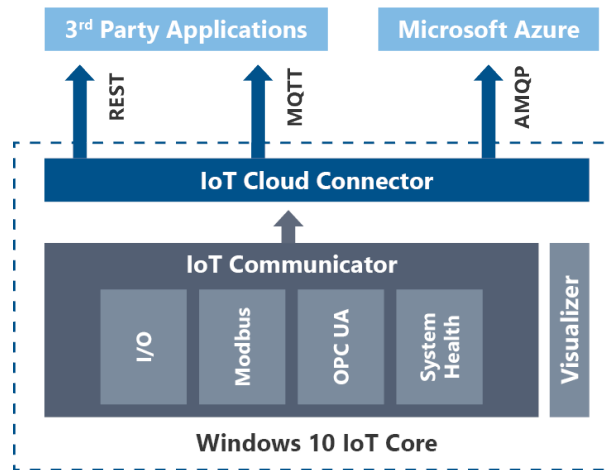 3rd Party Applications
Microsoft Azure
REST
MQTT
AMQP
IoT Cloud Connector
IoT Communicator
I/O
Modbus
OPC UA
System
Health
Visualizer
Windows 10 IoT Core